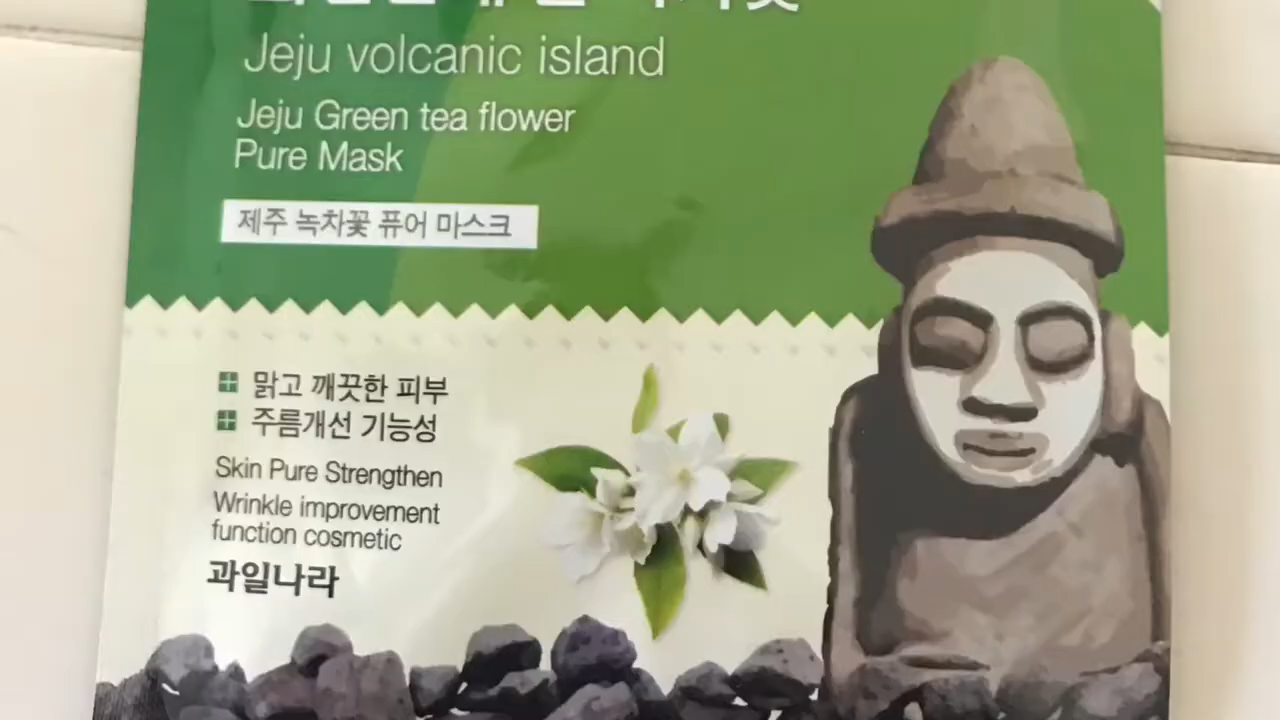 Jeju volcanic island
Jeju Green tea flower
Pure Mask
제주 녹차꽃 퓨어 마스크
맑고 깨끗한 피부
주름개선 기능성
Skin Pure Strengthen
Wrinkle improvement
function cosmetic
과일나라